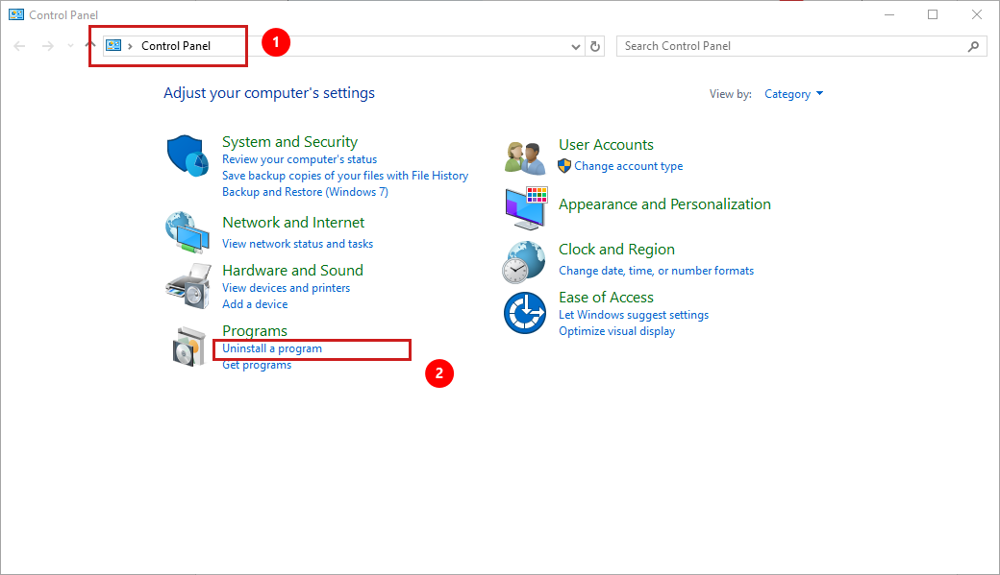 Control Panel
Control Panel
1
Search Control Panel
Adjust your computer's settings
View by: Category
System and Security
Review your computer's status
Save backup copies of your files with File History
Backup and Restore (Windows 7)
Network and Internet
View network status and tasks
Hardware and Sound
View devices and printers
Add a device
Programs
Uninstall a program
Get programs
2
User Accounts
Change account type
Appearance and Personalization
Clock and Region
Change date, time, or number formats
Ease of Access
Let Windows suggest settings
Optimize visual display